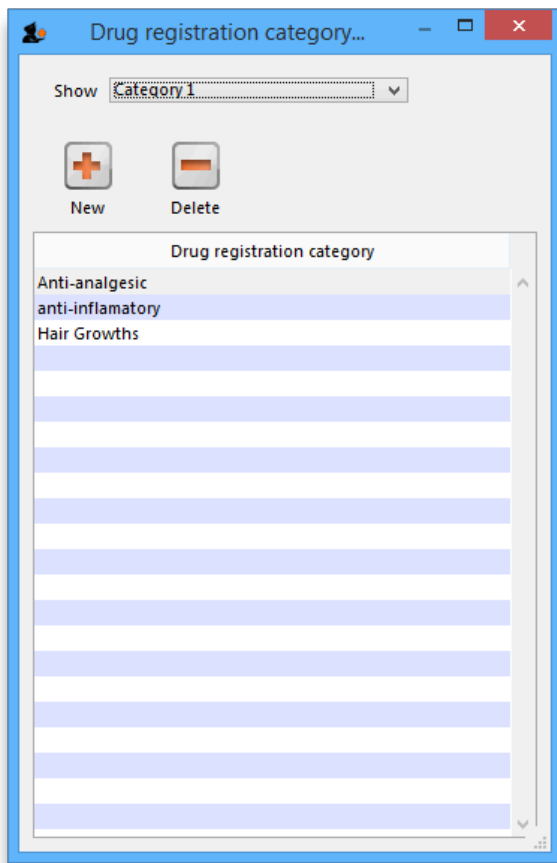 Drug registration category...
Show Category 1
New Delete
Drug registration category
Anti-analgesic
anti-inflamatory
Hair Growths